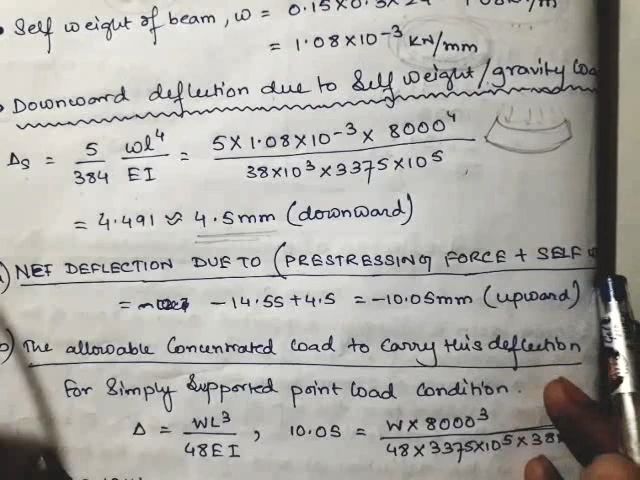 • Self weight of beam, w = 0.15×0.3×24
= 1.08×10⁻³ KN/mm
Downward deflection due to Self weight/gravity
Δs = 5/384 wl⁴/EI = 5×1.08×10⁻³× 8000⁴ / 38×10³×3375×10⁵
= 4.491 ≈ 4.5mm (downward)
NET DEFLECTION DUE TO (PRESTRESSING FORCE + SELF
= -14.55+4.5 = -10.05mm (upward)
The allowable Concentrated load to carry this deflection
for Simply Supported point load condition.
Δ = WL³/48EI , 10.05 = W×8000³ / 48×3375×10⁵×38